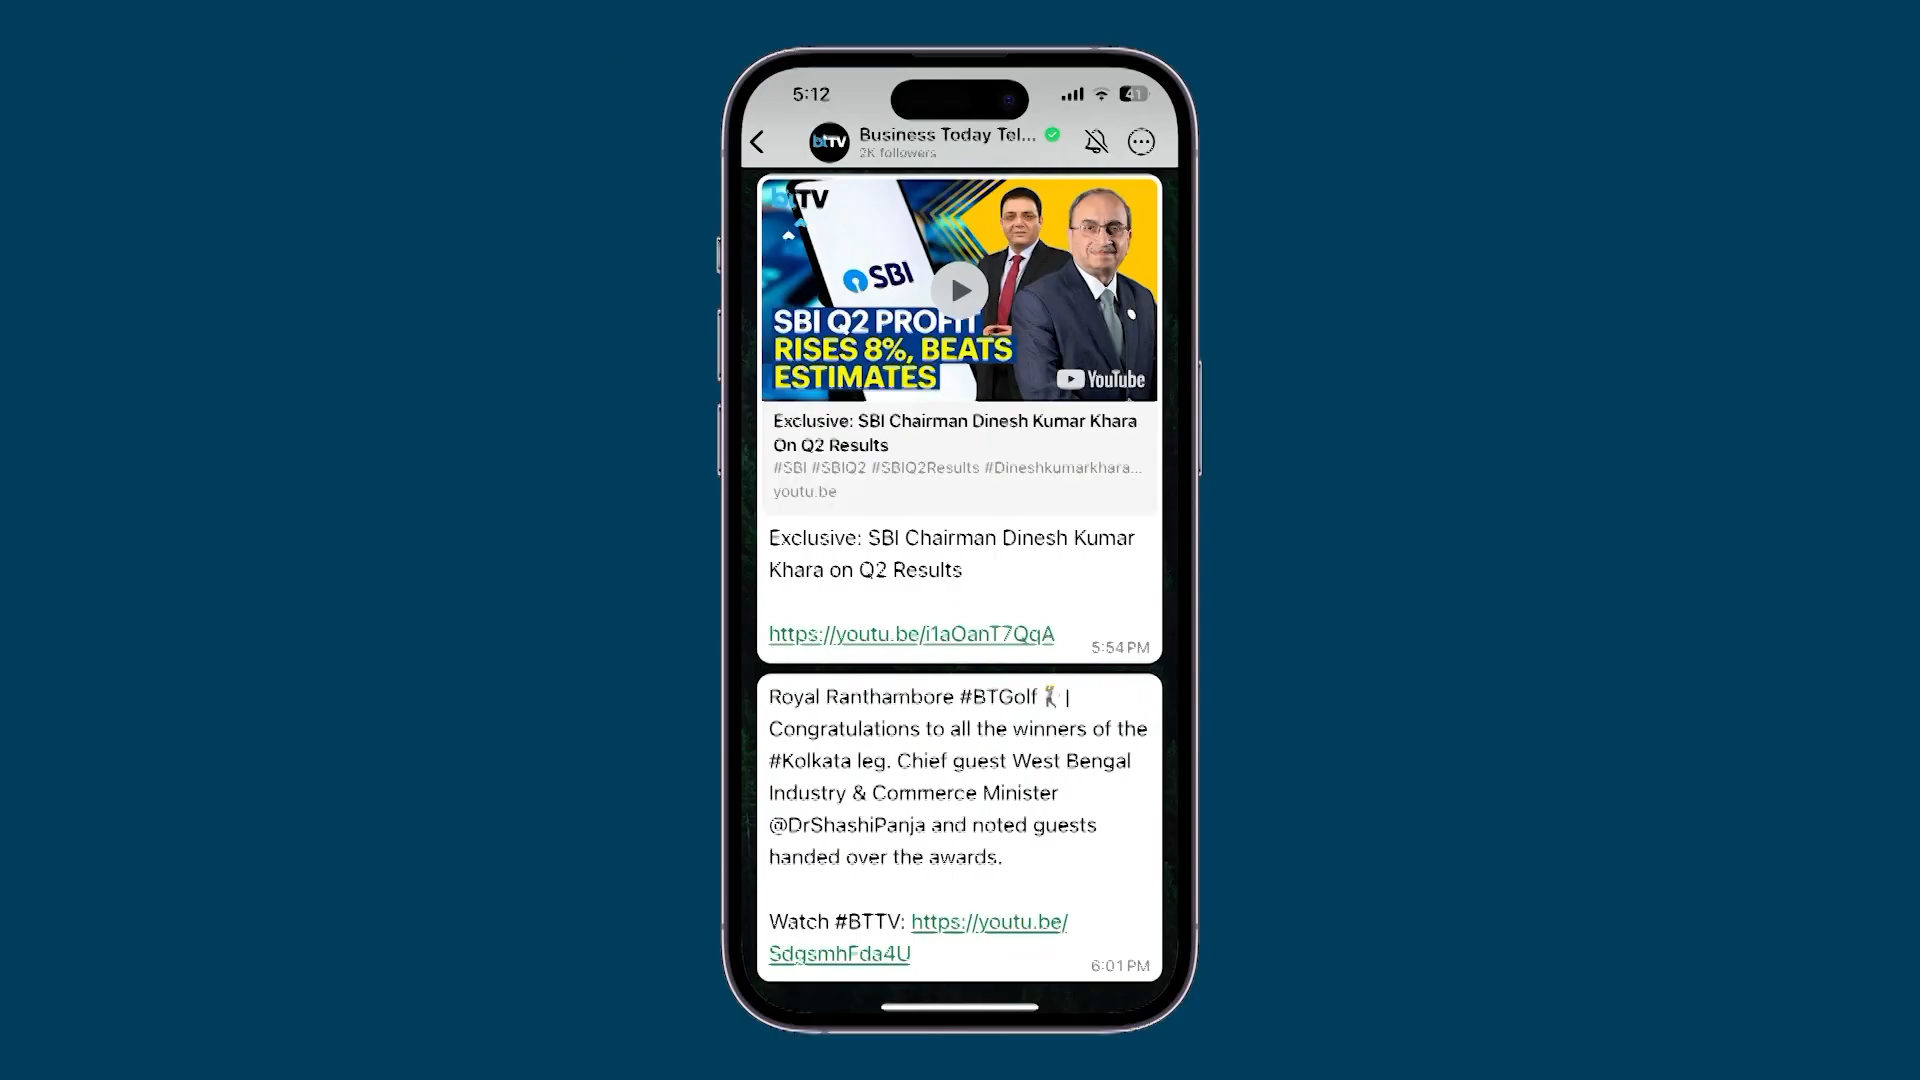 5:12
41
btTV
Business Today Tel...
2K followers
btTV
SBI
SBI Q2 PROFIT
RISES 8%, BEATS
ESTIMATES
YouTube
Exclusive: SBI Chairman Dinesh Kumar Khara
On Q2 Results
#SBI #SBIQ2 #SBIQ2Results #Dineshkumarkhara...
youtu.be
Exclusive: SBI Chairman Dinesh Kumar
Khara on Q2 Results
https://youtu.be/i1aOanT7QqA
5:54 PM
Royal Ranthambore #BTGolf🏌|
Congratulations to all the winners of the
#Kolkata leg. Chief guest West Bengal
Industry & Commerce Minister
@DrShashiPanja and noted guests
handed over the awards.
Watch #BTTV: https://youtu.be/
SdgsmhFda4U
6:01 PM